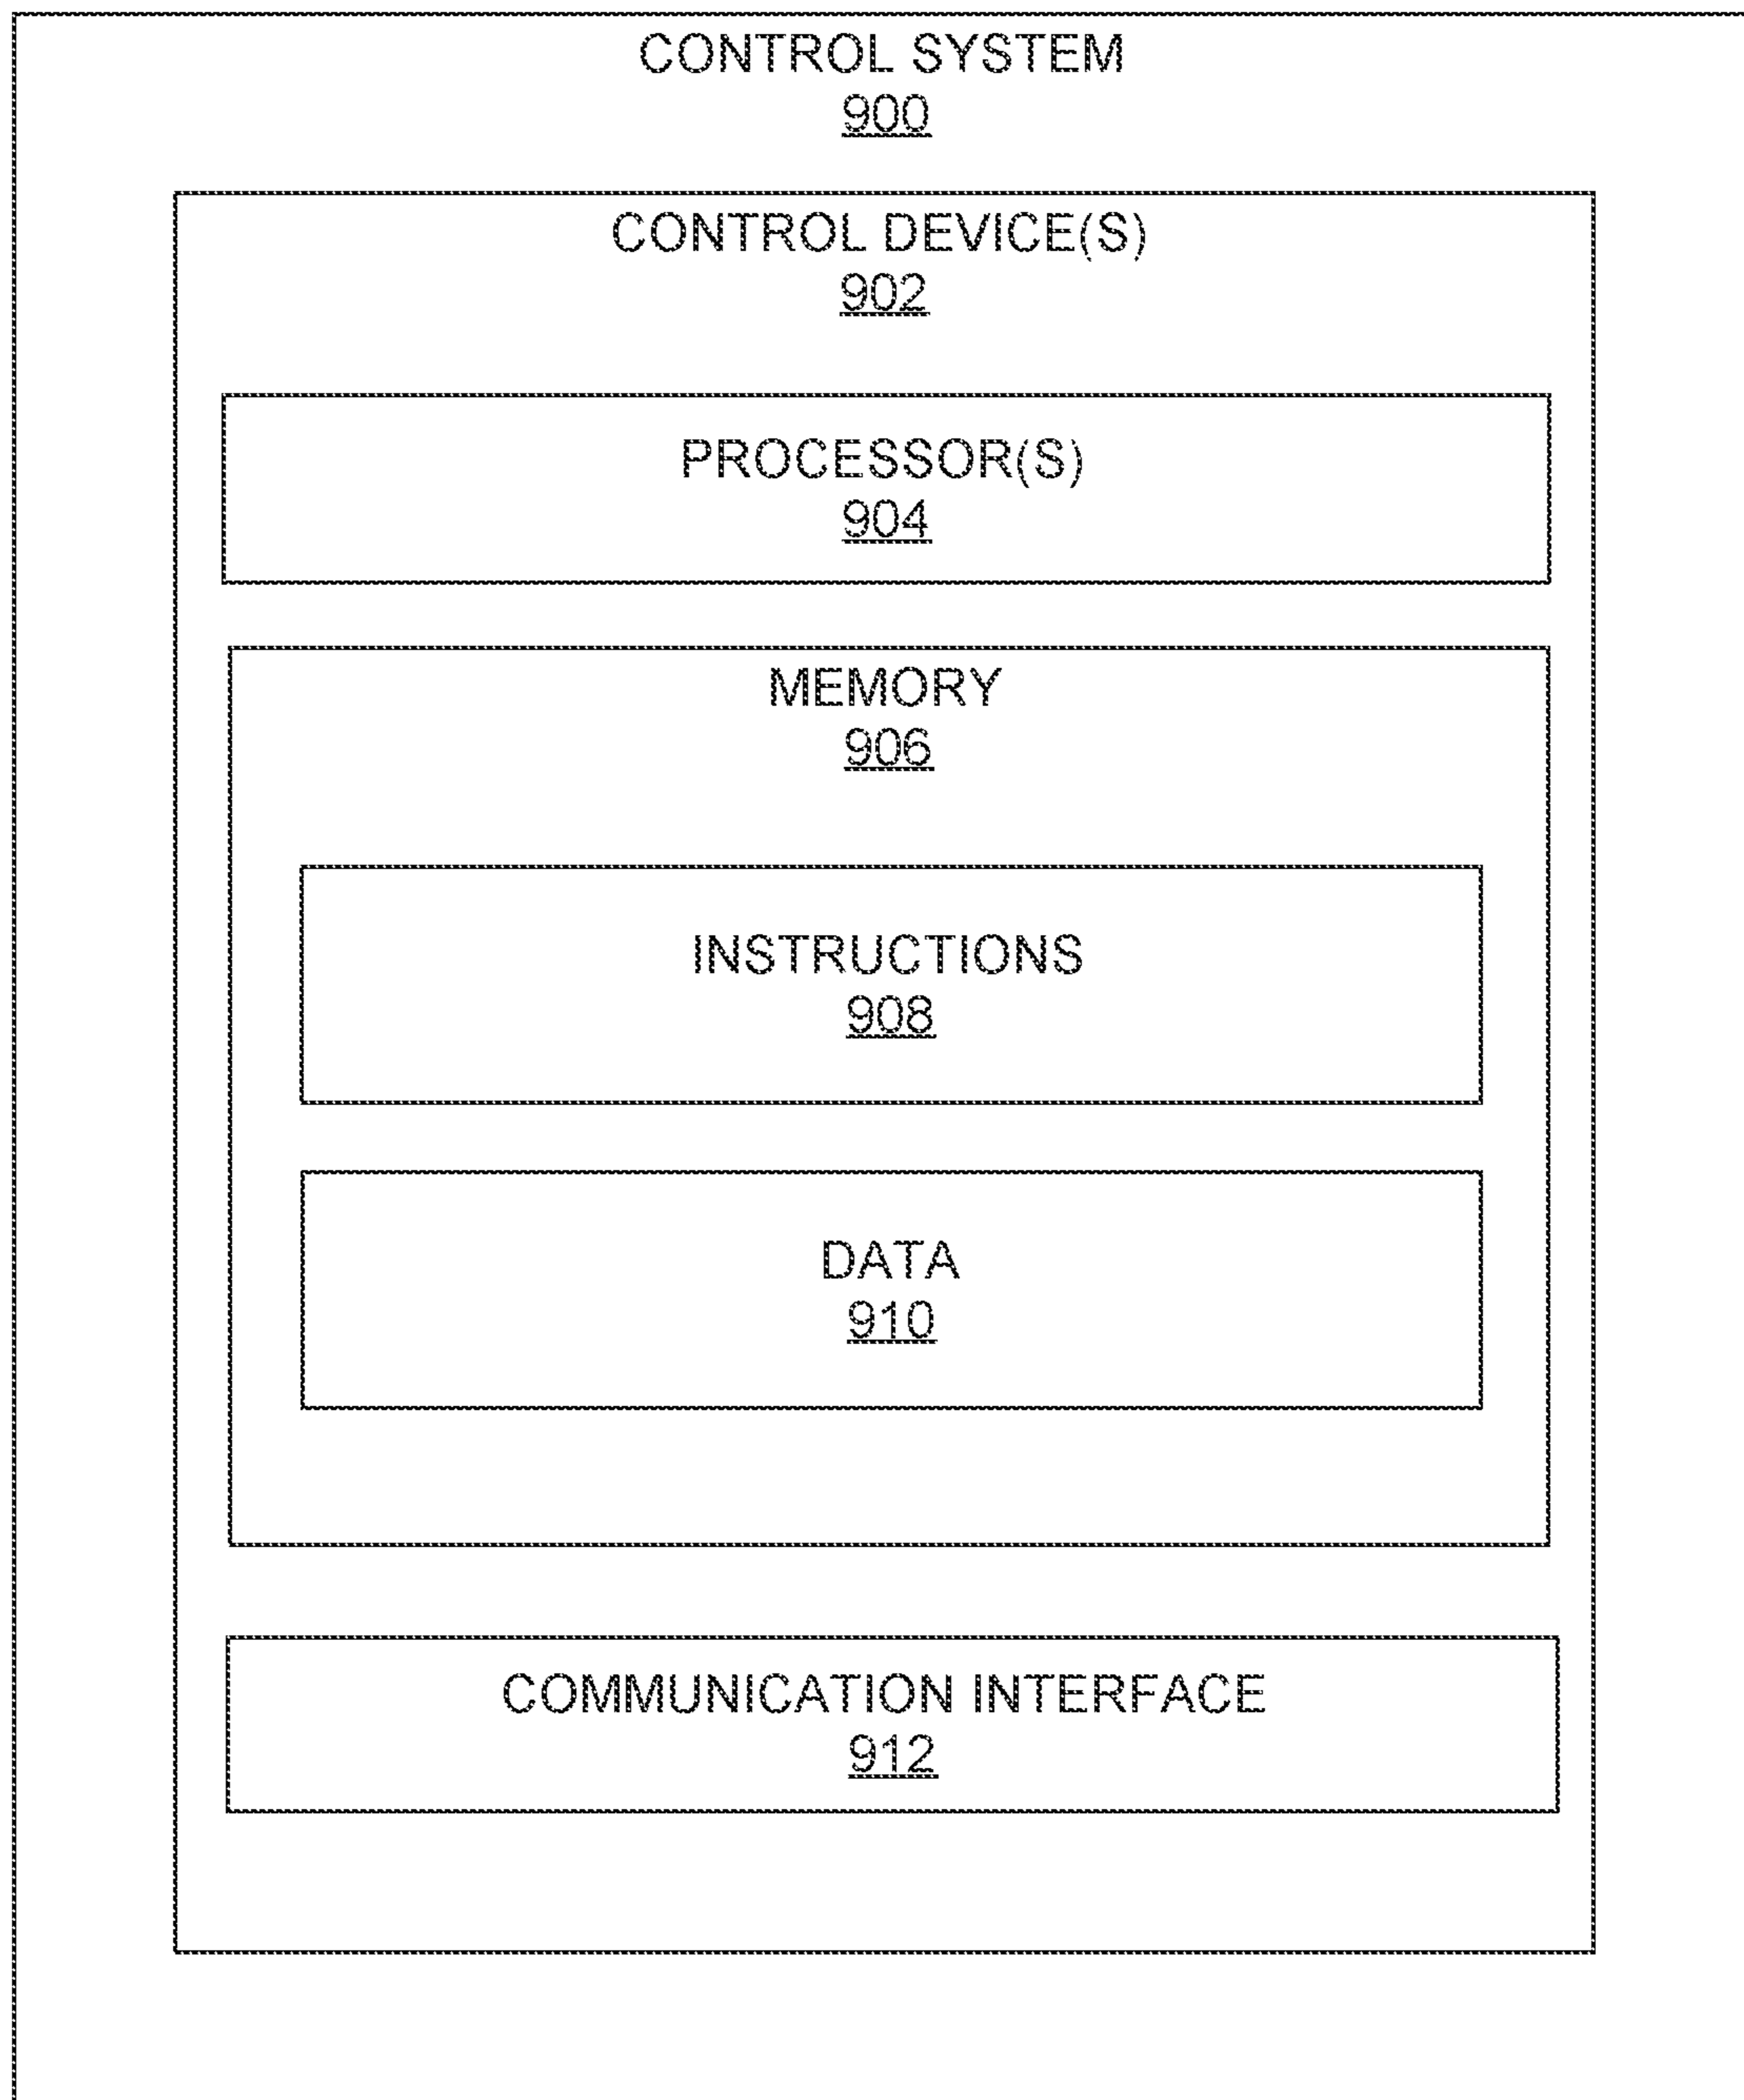 CONTROL SYSTEM
900
CONTROL DEVICE(S)
902
PROCESSOR(S)
904
MEMORY
906
INSTRUCTIONS
908
DATA
910
COMMUNICATION INTERFACE
912